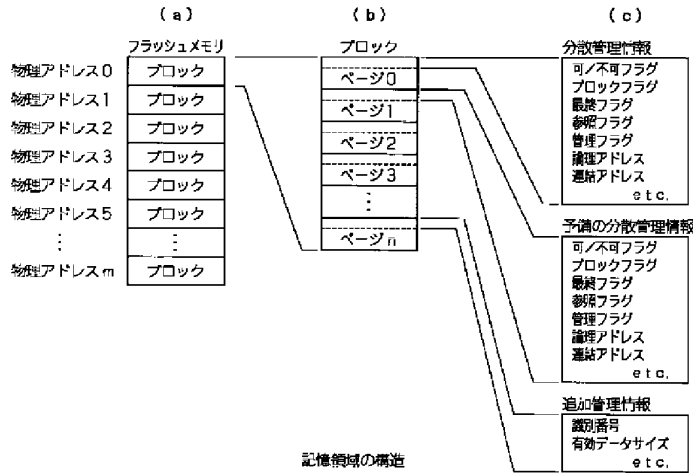 (a)
(b)
(c)
フラッシュメモリ
物理アドレス0 ブロック
物理アドレス1 ブロック
物理アドレス2 ブロック
物理アドレス3 ブロック
物理アドレス4 ブロック
物理アドレス5 ブロック
⋮ ⋮
物理アドレスm ブロック
ブロック
ページ0
ページ1
ページ2
ページ3
⋮
ページn
分散管理情報
可/不可フラグ
ブロックフラグ
最終フラグ
参照フラグ
管理フラグ
論理アドレス
連結アドレス
etc.
予備の分散管理情報
可/不可フラグ
ブロックフラグ
最終フラグ
参照フラグ
管理フラグ
論理アドレス
連結アドレス
etc.
追加管理情報
識別番号
有効データサイズ
etc.
記憶領域の構造